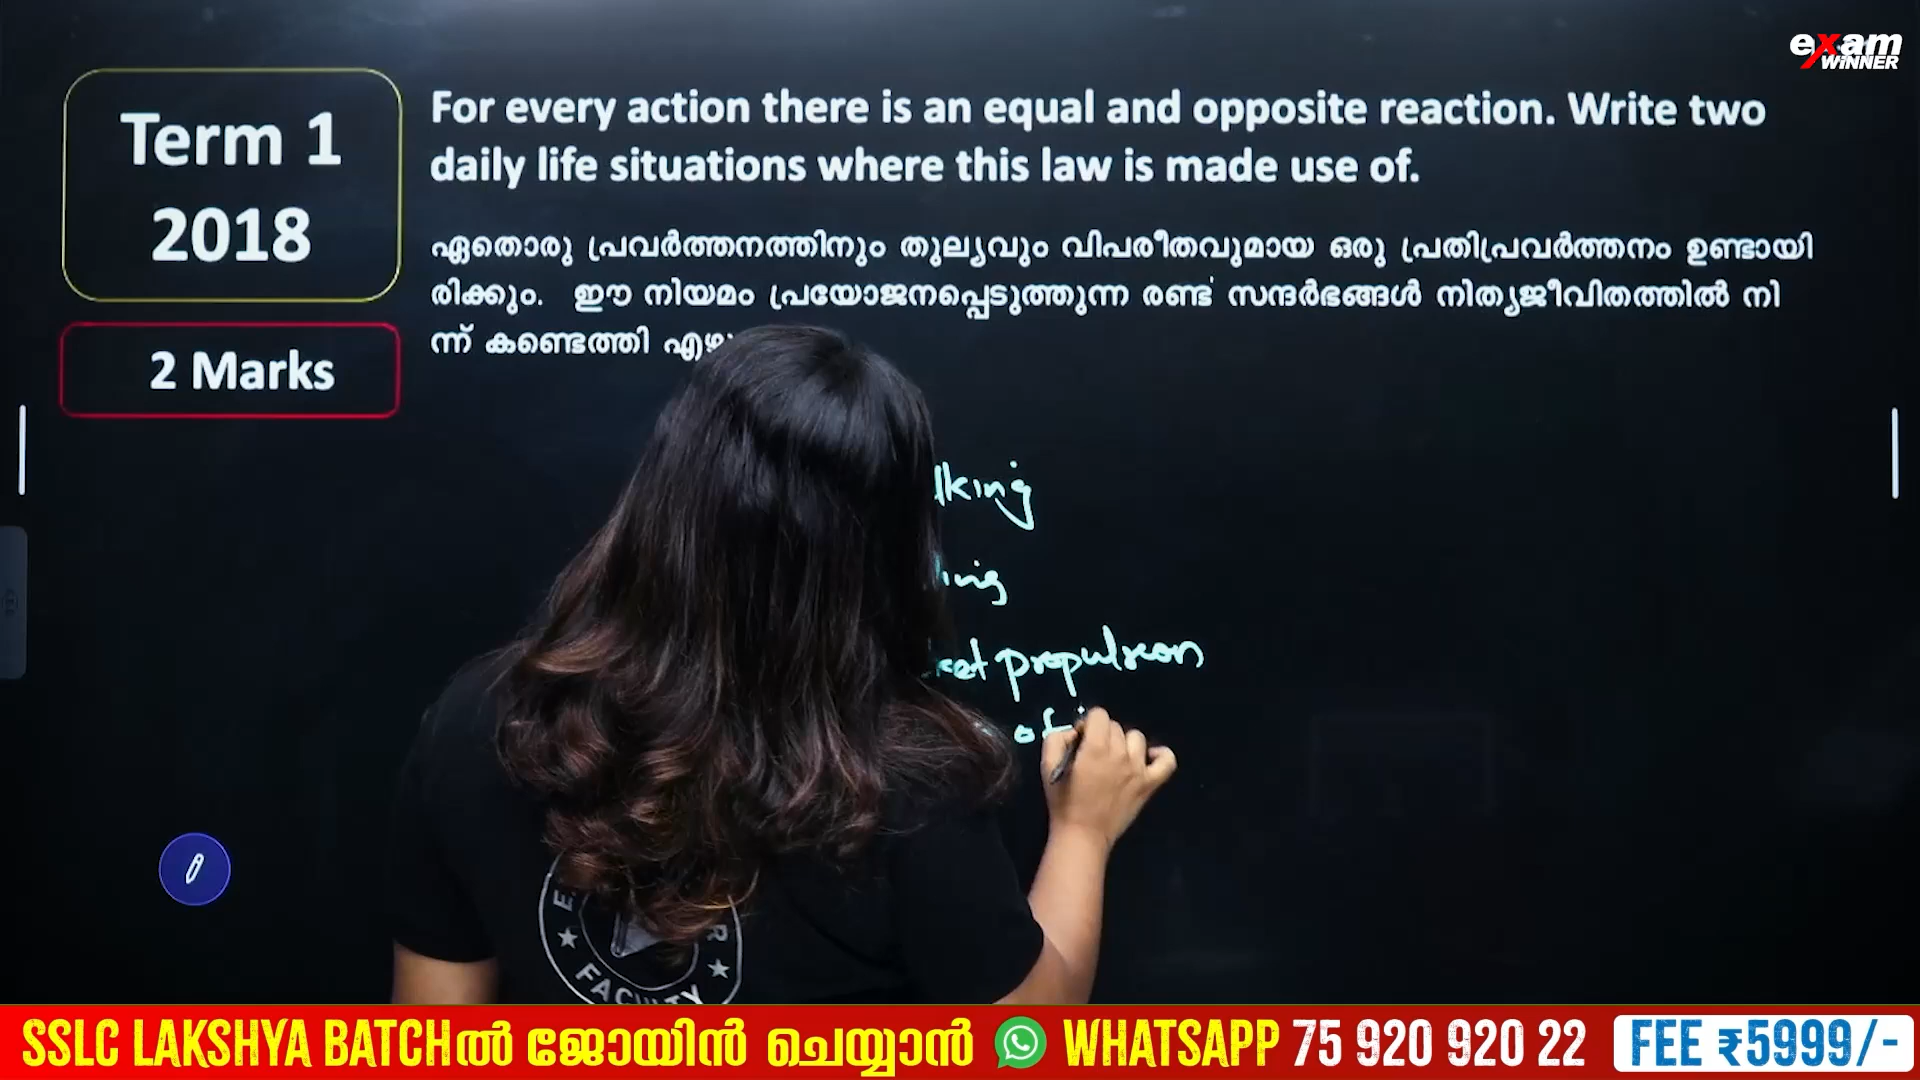 exam
WINNER
Term 1
2018
2 Marks
For every action there is an equal and opposite reaction. Write two
daily life situations where this law is made use of.
ഏതൊരു പ്രവർത്തനത്തിനും തുല്യവും വിപരീതവുമായ ഒരു പ്രതിപ്രവർത്തനം ഉണ്ടായി
രിക്കും. ഈ നിയമം പ്രയോജനപ്പെടുത്തുന്ന രണ്ട് സന്ദർഭങ്ങൾ നിത്യജീവിതത്തിൽ നി
ന്ന് കണ്ടെത്തി
lking
ing
propulsion
of
FACULTY
SSLC LAKSHYA BATCHൽ ജോയിൻ ചെയ്യാൻ WHATSAPP 75 920 920 22 FEE ₹5999/-